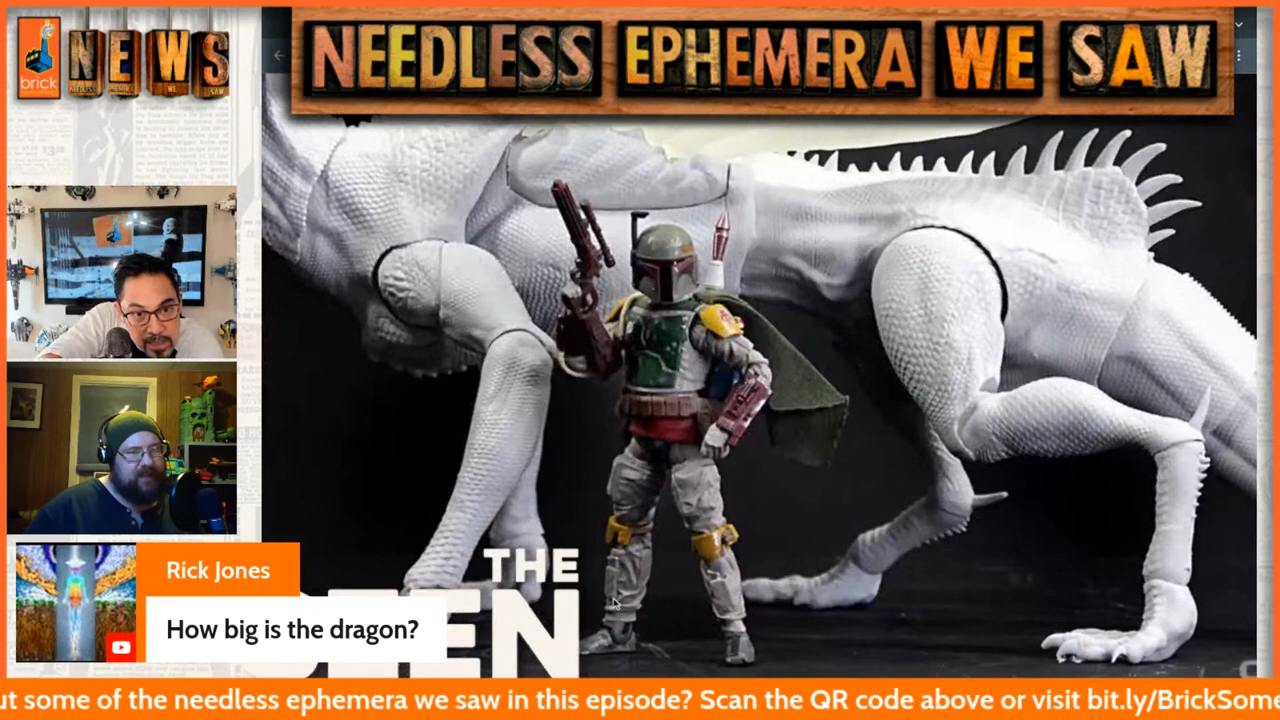 brick
NEWS
NEEDLESS EPHEMERA WE SAW
THE
EN
Rick Jones
How big is the dragon?
ut some of the needless ephemera we saw in this episode? Scan the QR code above or visit bit.ly/BrickSome